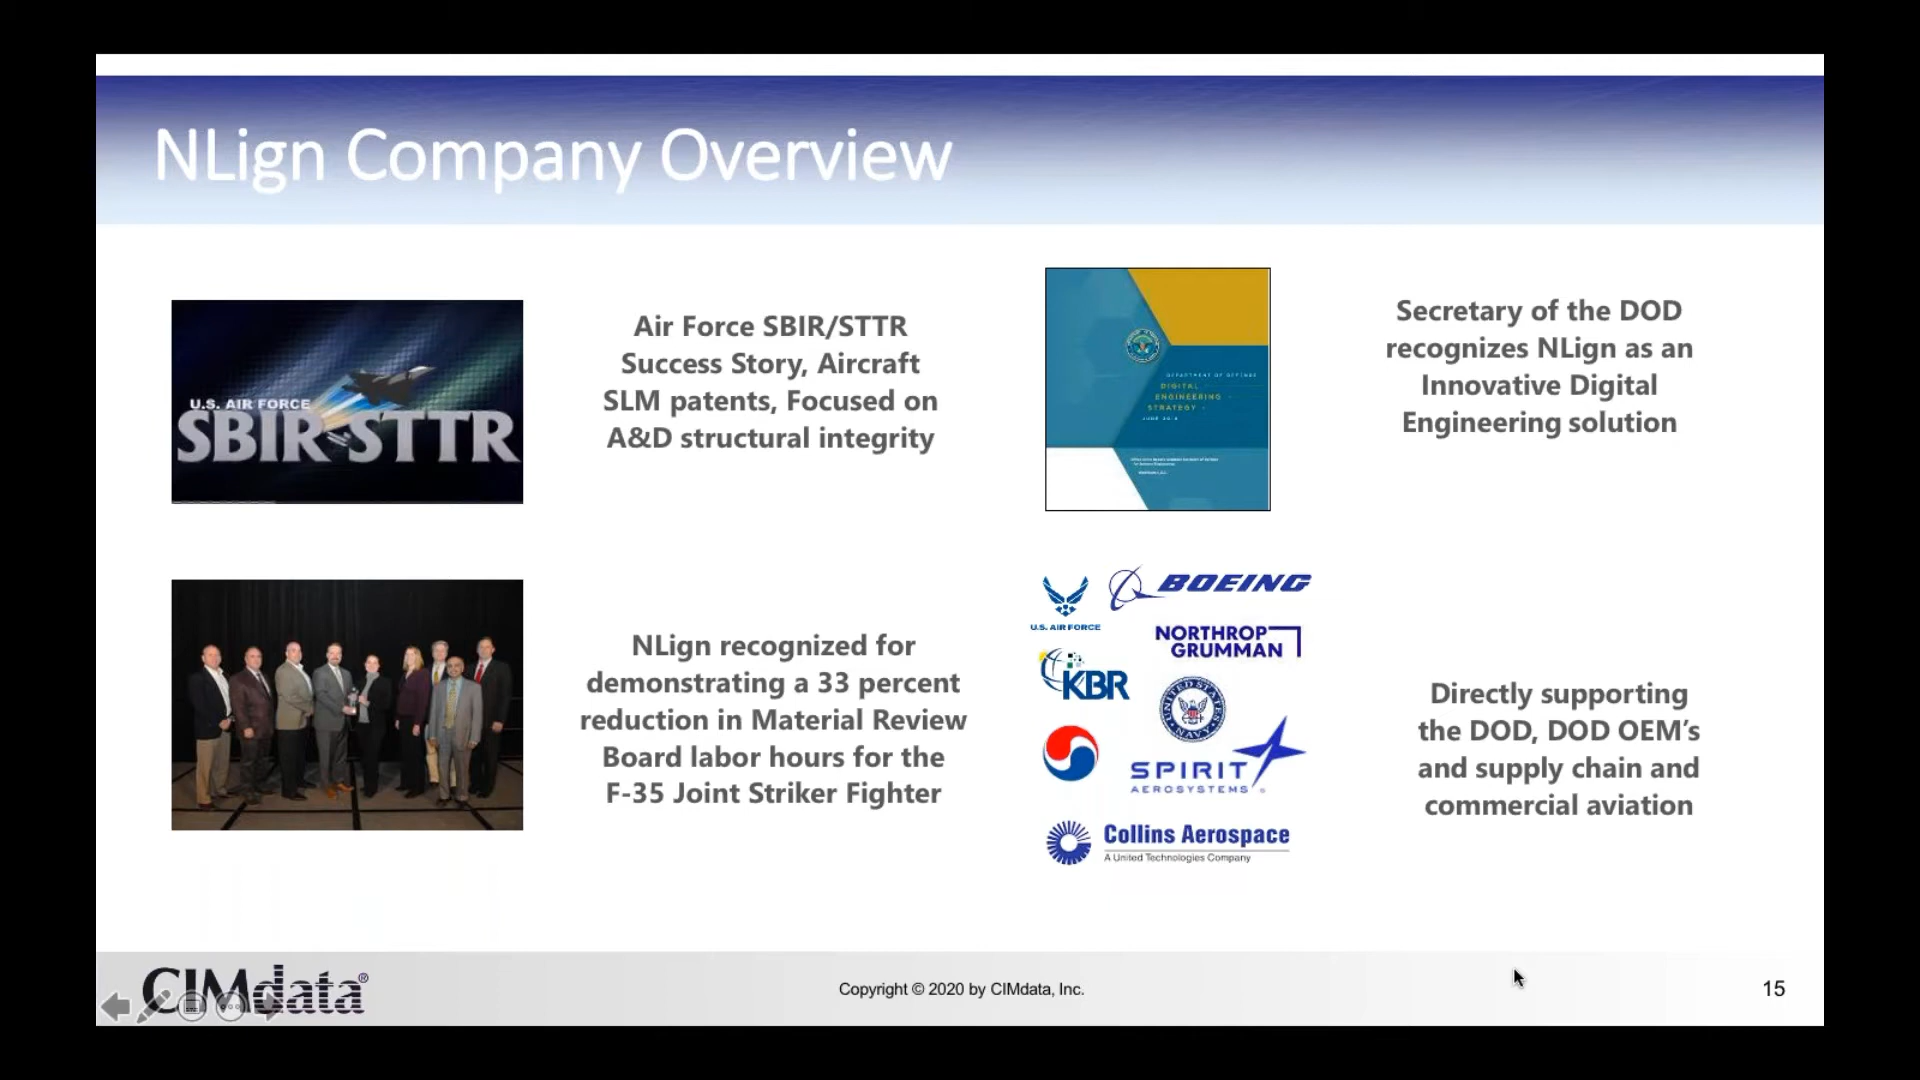 NLign Company Overview
U.S. AIR FORCE
SBIR STTR
Air Force SBIR/STTR
Success Story, Aircraft
SLM patents, Focused on
A&D structural integrity
DEPARTMENT OF DEFENSE
DIGITAL
ENGINEERING
STRATEGY
JUNE 2018
Secretary of the DOD
recognizes NLign as an
Innovative Digital
Engineering solution
NLign recognized for
demonstrating a 33 percent
reduction in Material Review
Board labor hours for the
F-35 Joint Striker Fighter
U.S. AIR FORCE
BOEING
NORTHROP
GRUMMAN
KBR
UNITED STATES
NAVY
SPIRIT
AEROSYSTEMS
Collins Aerospace
A United Technologies Company
Directly supporting
the DOD, DOD OEM’s
and supply chain and
commercial aviation
CIMdata®
Copyright © 2020 by CIMdata, Inc.
15